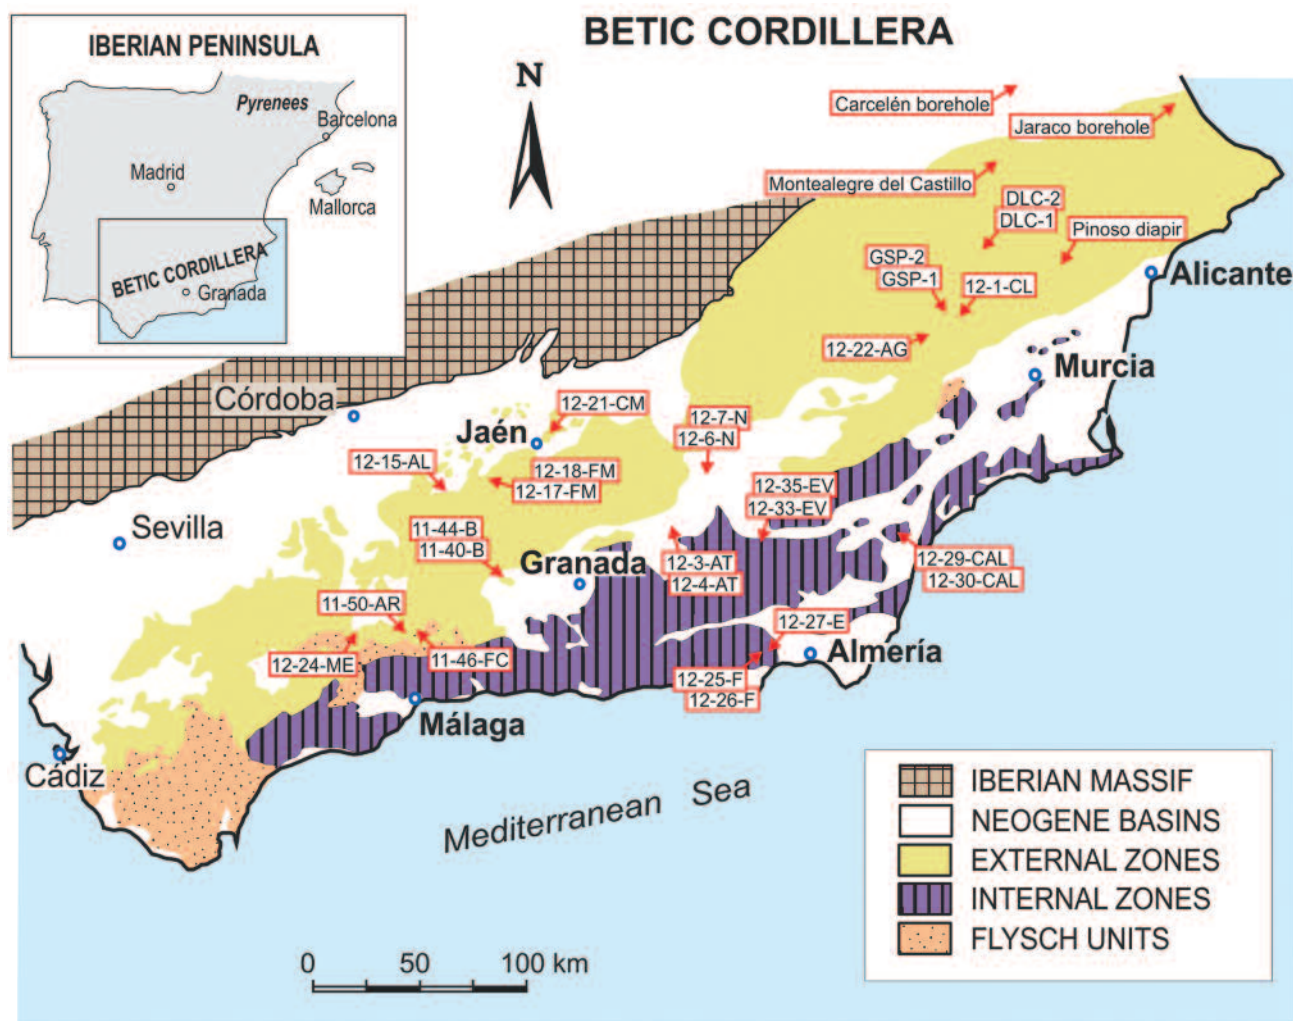 BETIC CORDILLERA
IBERIAN PENINSULA
Pyrenees
Barcelona
Madrid
Mallorca
BETIC CORDILLERA
Granada
N
Carcelén borehole
Jaraco borehole
Montealegre del Castillo
DLC-2
DLC-1
Pinoso diapir
GSP-2
GSP-1
12-1-CL
Alicante
12-22-AG
Murcia
Córdoba
12-21-CM
12-7-N
12-6-N
Jaén
12-15-AL
12-18-FM
12-17-FM
12-35-EV
12-33-EV
Sevilla
11-44-B
11-40-B
Granada
12-3-AT
12-4-AT
12-29-CAL
12-30-CAL
11-50-AR
12-27-E
12-24-ME
11-46-FC
Almería
12-25-F
12-26-F
Málaga
Cádiz
Mediterranean Sea
IBERIAN MASSIF
NEOGENE BASINS
EXTERNAL ZONES
INTERNAL ZONES
FLYSCH UNITS
0 50 100 km